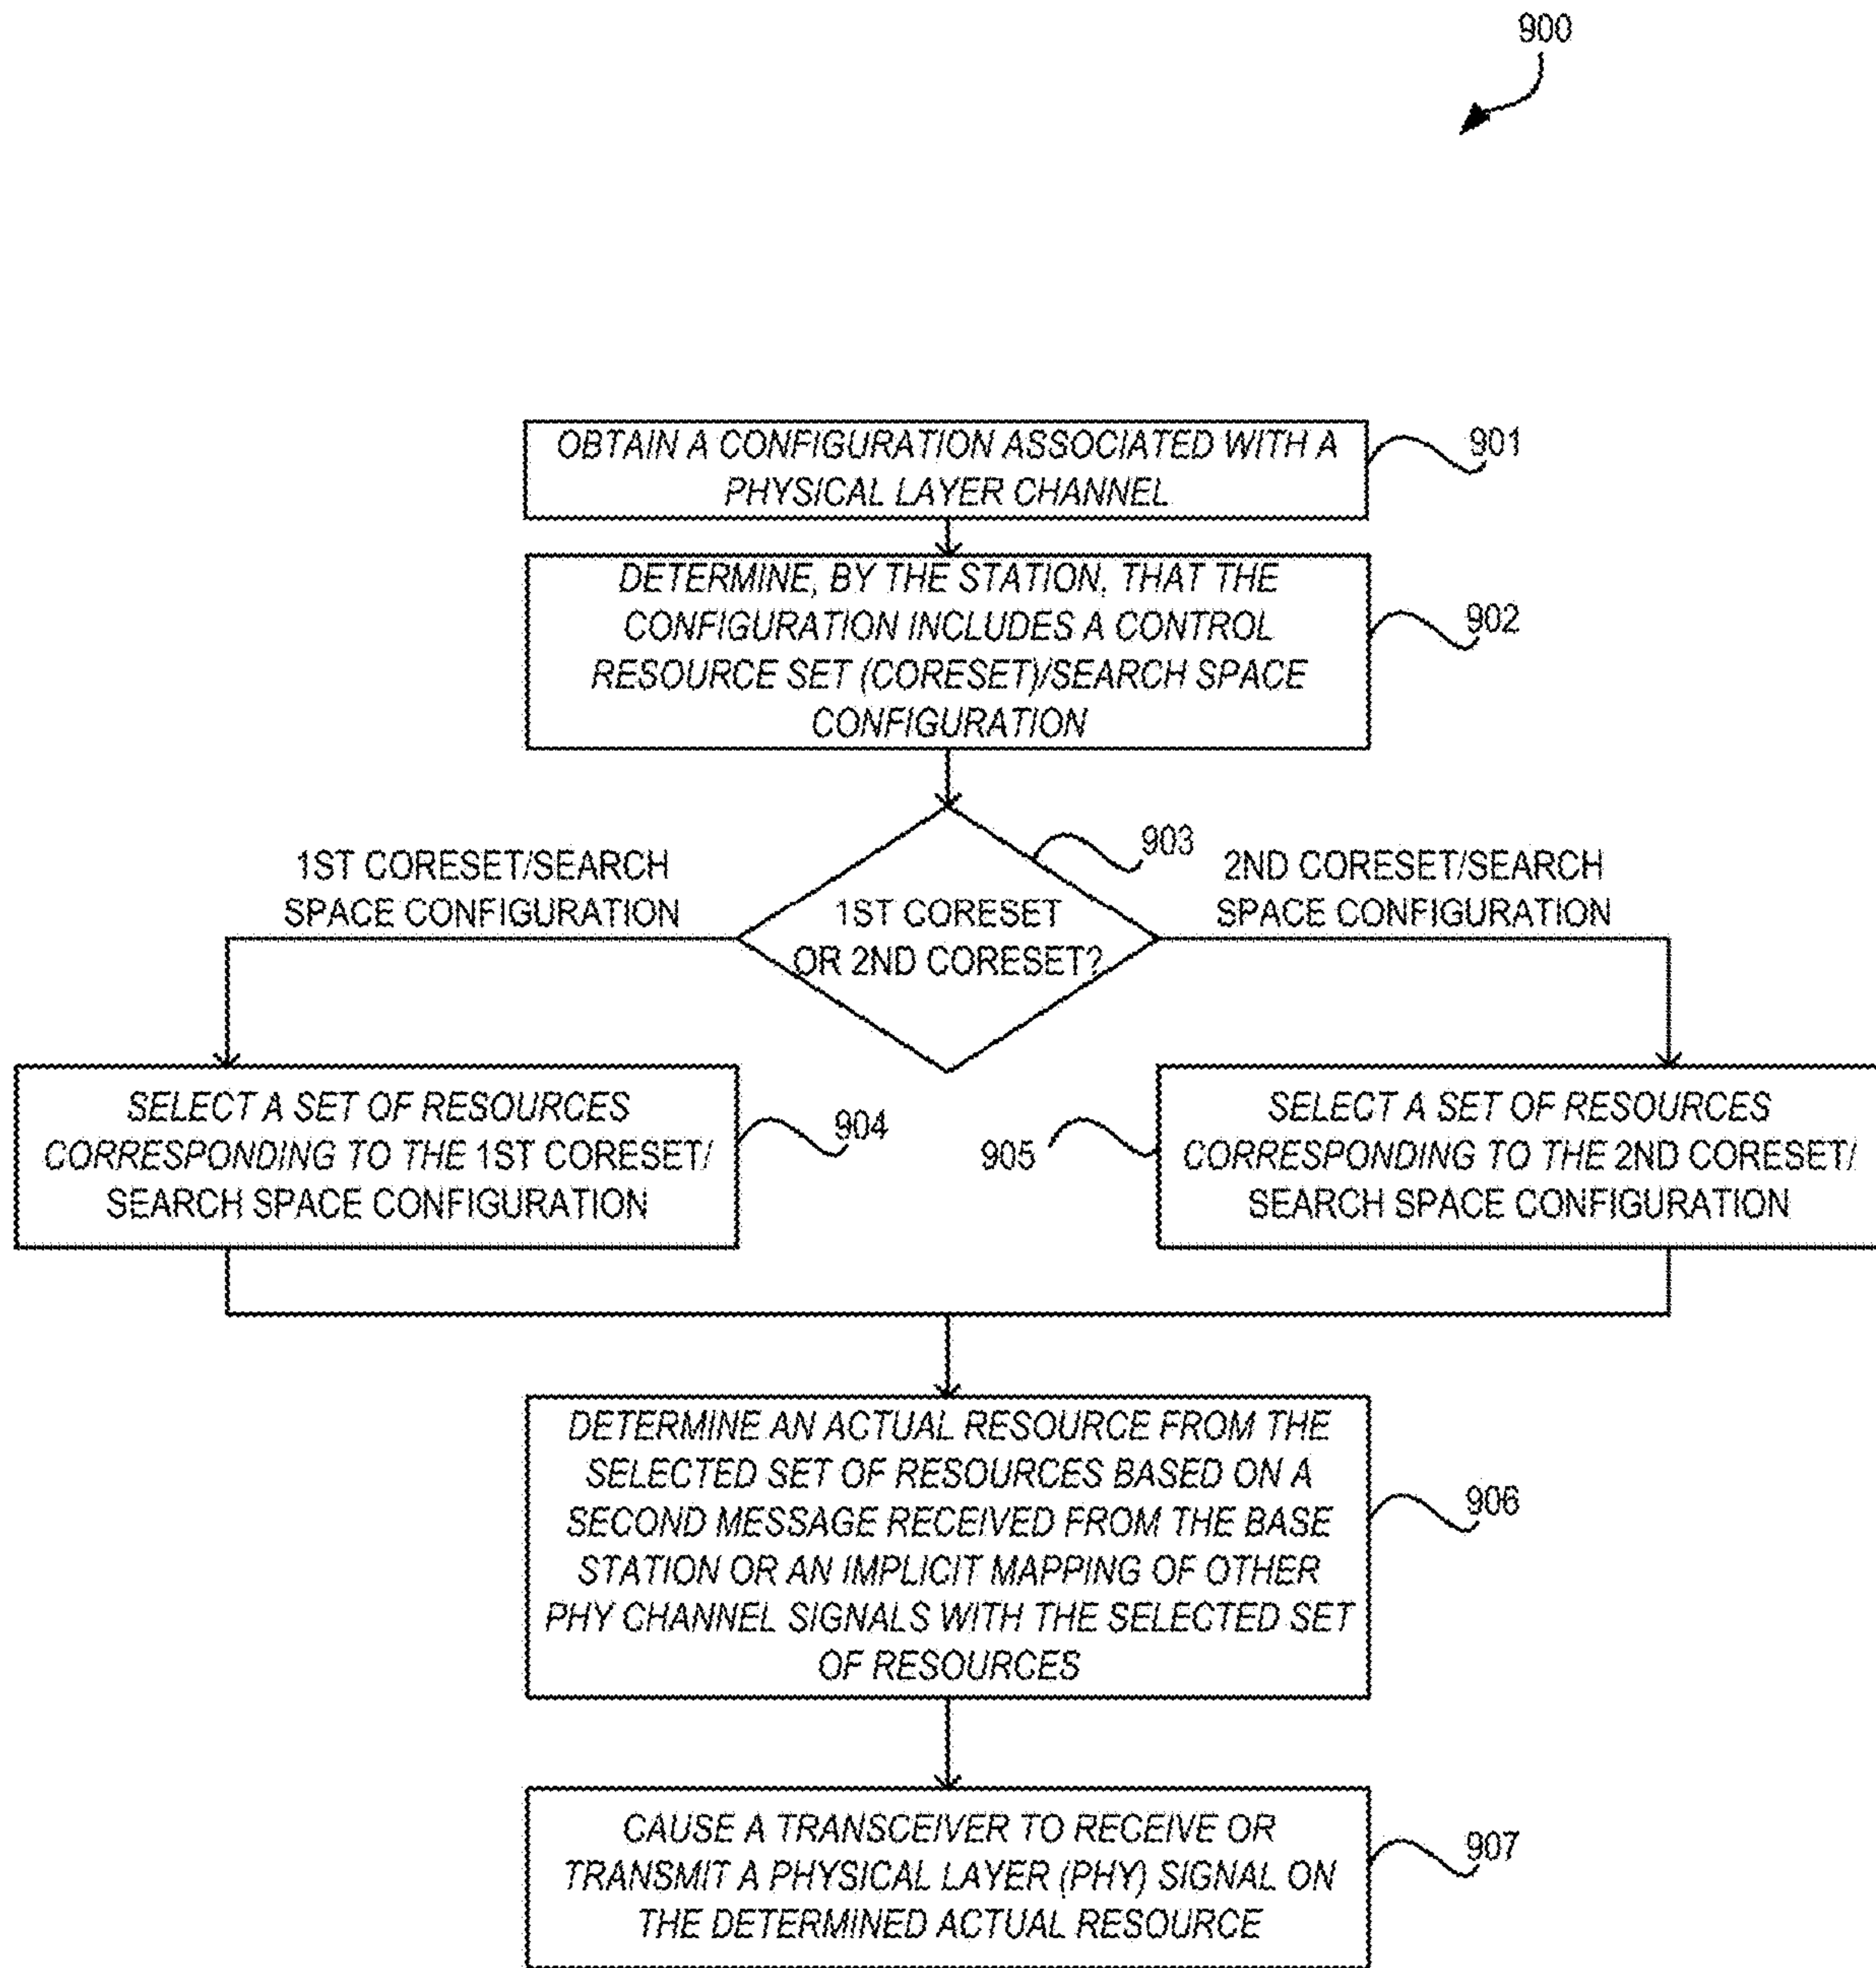 900
OBTAIN A CONFIGURATION ASSOCIATED WITH A
PHYSICAL LAYER CHANNEL
901
DETERMINE, BY THE STATION, THAT THE
CONFIGURATION INCLUDES A CONTROL
RESOURCE SET (CORESET)/SEARCH SPACE
CONFIGURATION
902
903
1ST CORESET/SEARCH
SPACE CONFIGURATION
1ST CORESET
OR 2ND CORESET?
2ND CORESET/SEARCH
SPACE CONFIGURATION
SELECT A SET OF RESOURCES
CORRESPONDING TO THE 1ST CORESET/
SEARCH SPACE CONFIGURATION
904
905
SELECT A SET OF RESOURCES
CORRESPONDING TO THE 2ND CORESET/
SEARCH SPACE CONFIGURATION
DETERMINE AN ACTUAL RESOURCE FROM THE
SELECTED SET OF RESOURCES BASED ON A
SECOND MESSAGE RECEIVED FROM THE BASE
STATION OR AN IMPLICIT MAPPING OF OTHER
PHY CHANNEL SIGNALS WITH THE SELECTED SET
OF RESOURCES
906
CAUSE A TRANSCEIVER TO RECEIVE OR
TRANSMIT A PHYSICAL LAYER (PHY) SIGNAL ON
THE DETERMINED ACTUAL RESOURCE
907